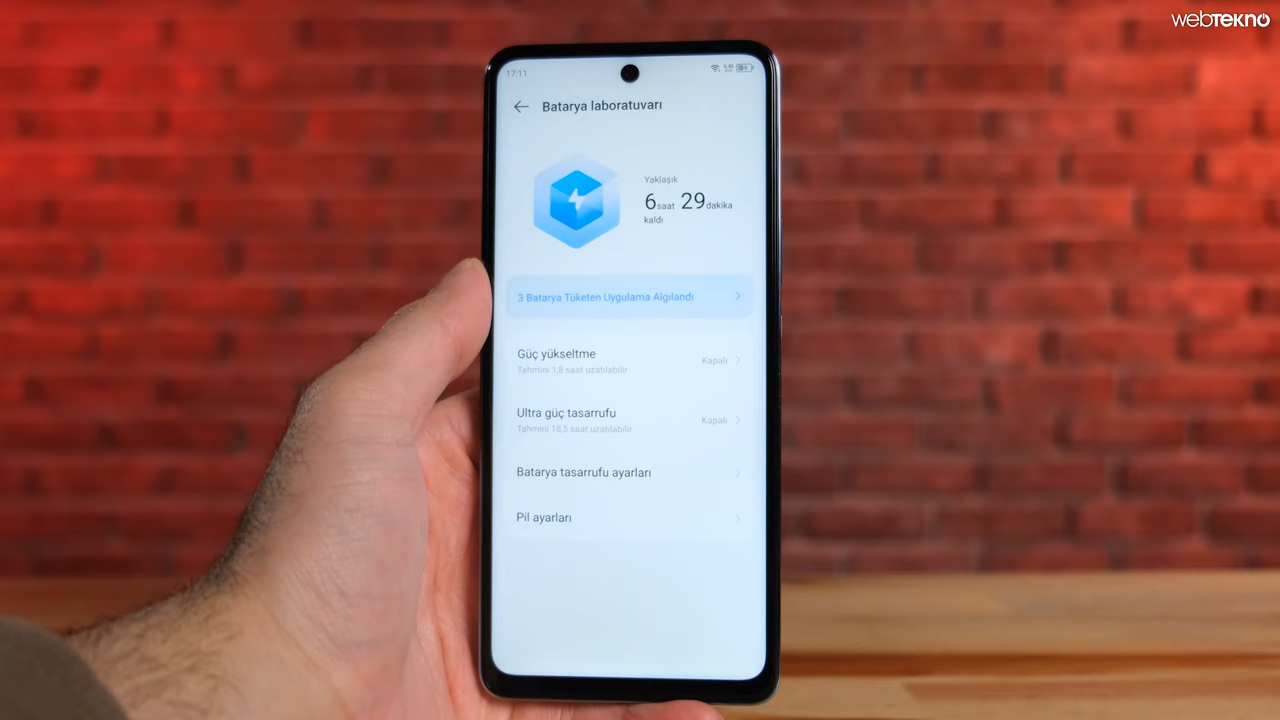 webTEKNO
17:11
Batarya laboratuvarı
Yaklaşık
6 saat 29 dakika
kaldı
3 Batarya Tüketen Uygulama Algılandı
Güç yükseltme
Kapalı
Tahmini 1,8 saat uzatılabilir
Ultra güç tasarrufu
Kapalı
Tahmini 18,5 saat uzatılabilir
Batarya tasarrufu ayarları
Pil ayarları